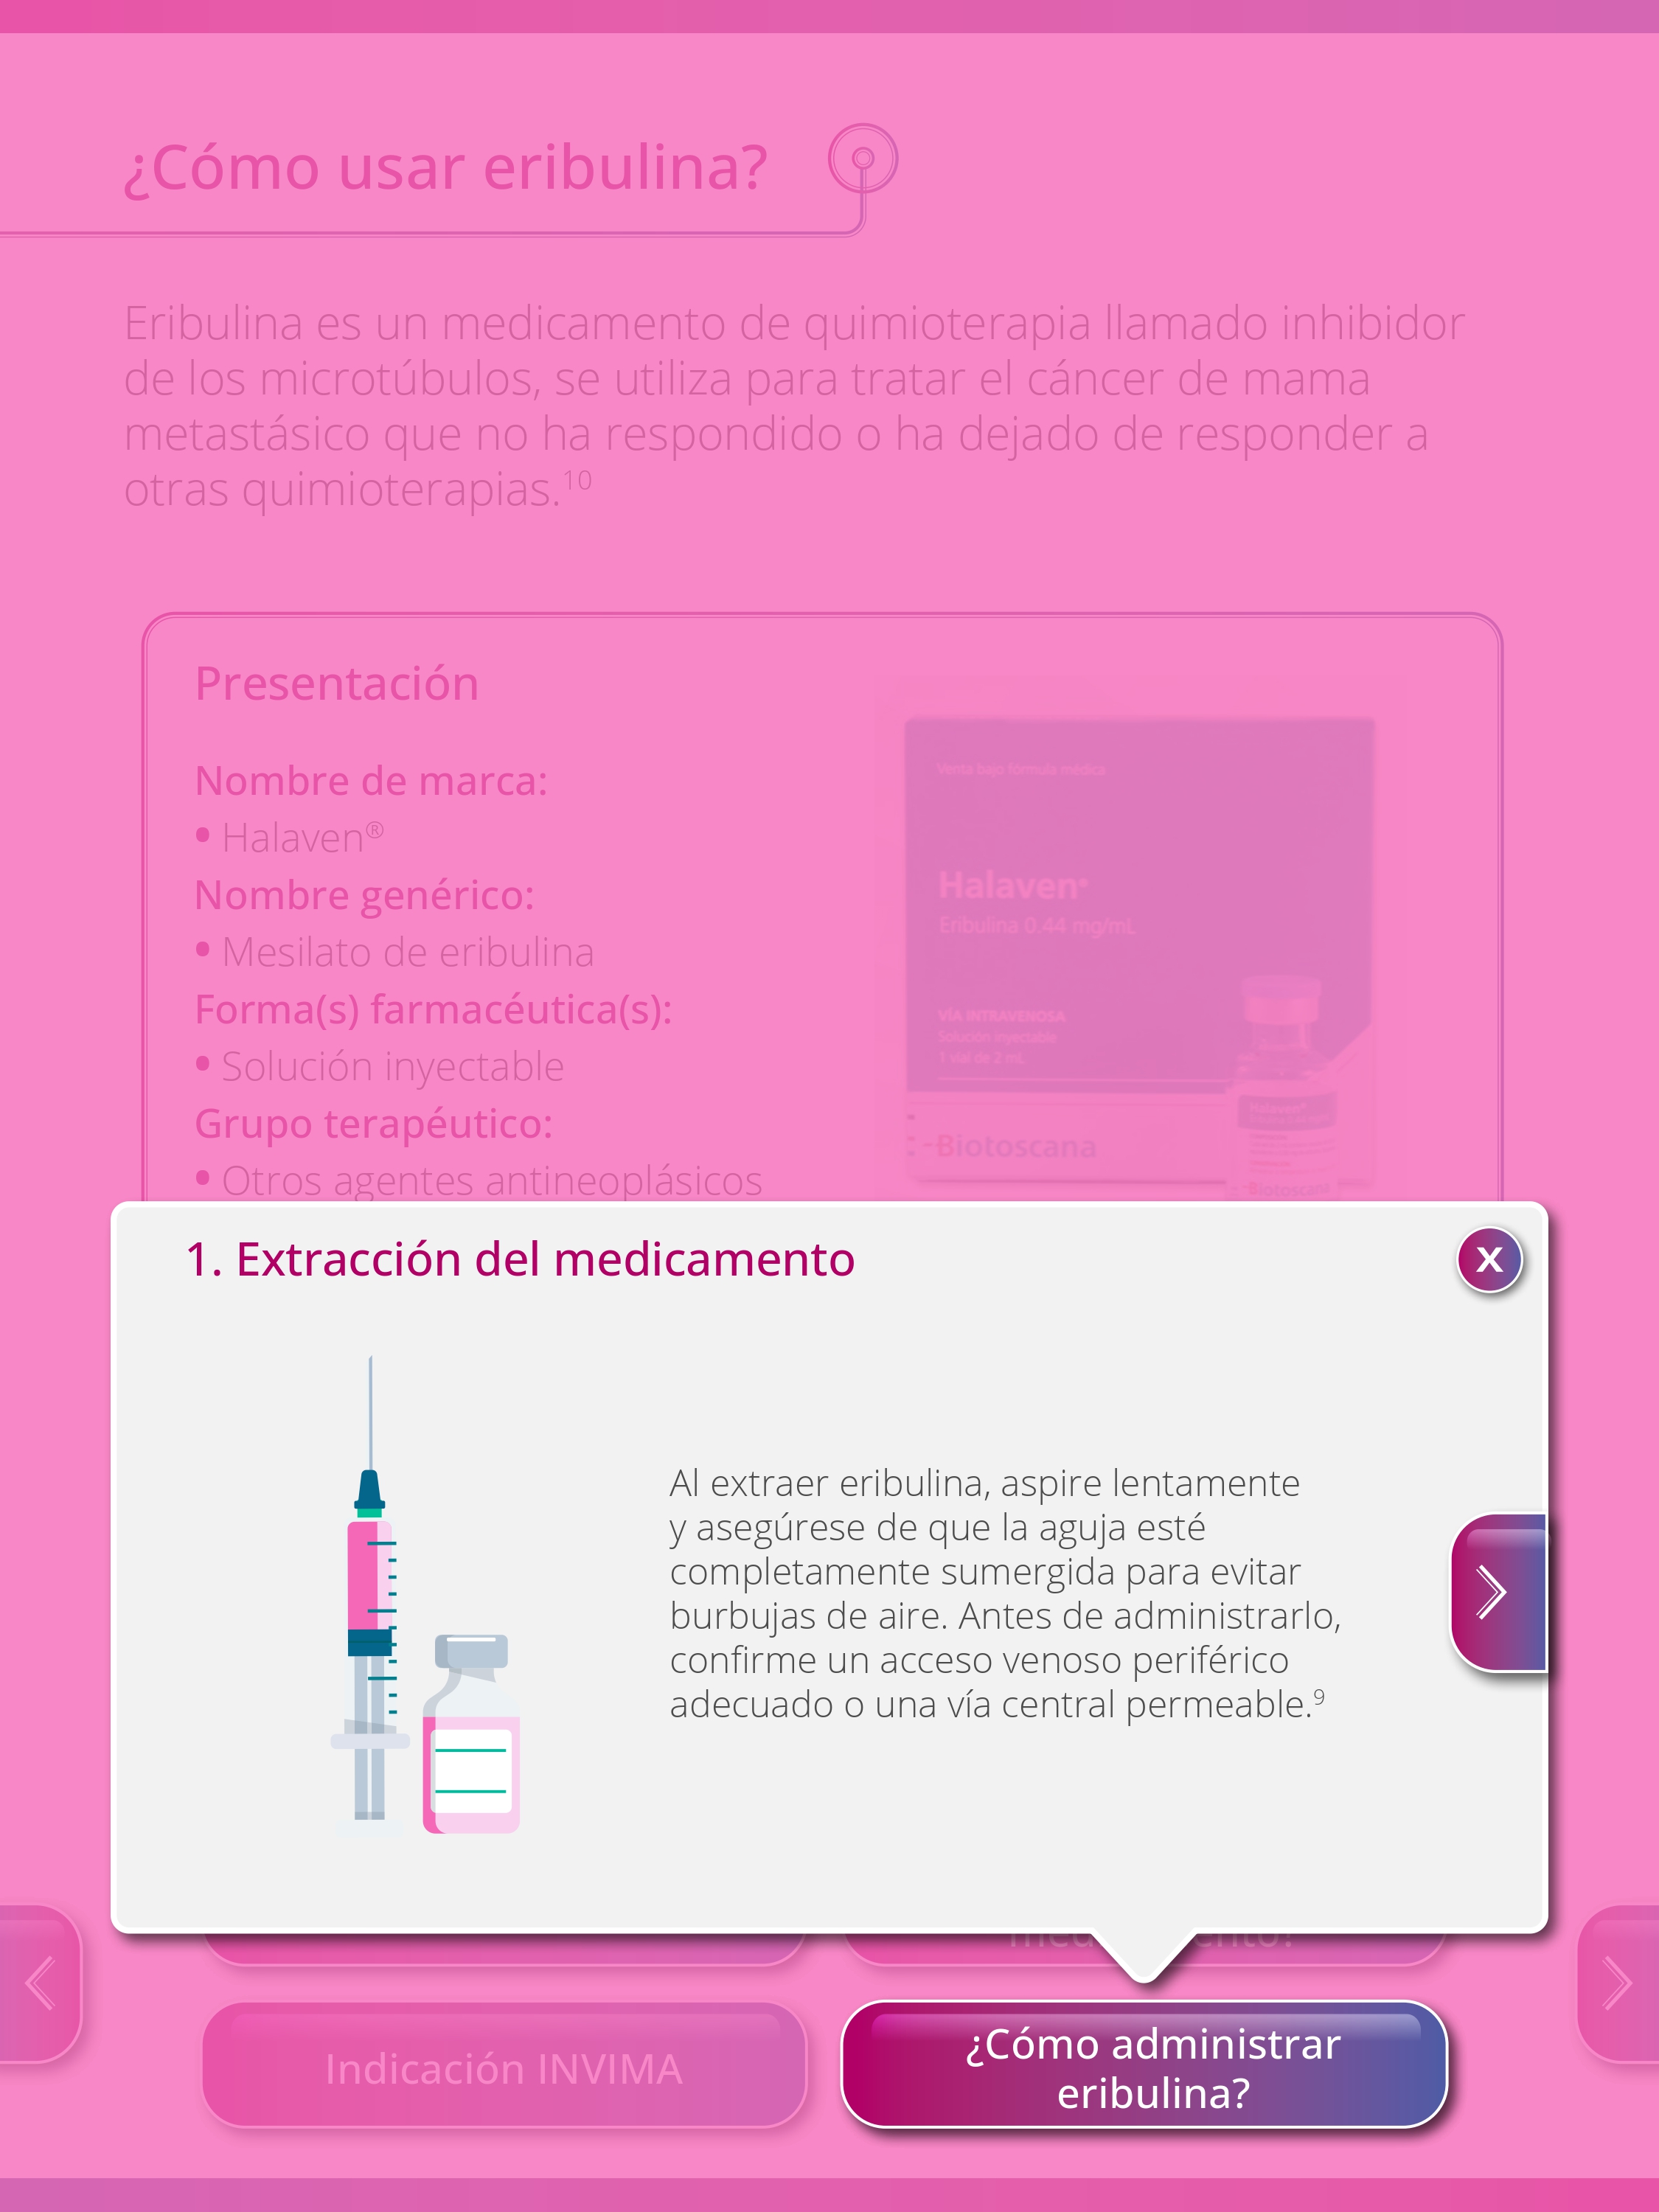 ¿Cómo usar eribulina?
Eribulina es un medicamento de quimioterapia llamado inhibidor
de los microtúbulos, se utiliza para tratar el cáncer de mama
metastásico que no ha respondido o ha dejado de responder a
otras quimioterapias.¹⁰
Presentación
Nombre de marca:
• Halaven®
Nombre genérico:
• Mesilato de eribulina
Forma(s) farmacéutica(s):
• Solución inyectable
Grupo terapéutico:
• Otros agentes antineoplásicos
Venta bajo fórmula médica
Halaven®
Eribulina 0.44 mg/mL
VÍA INTRAVENOSA
Solución inyectable
1 vial de 2 mL
Biotoscana
Halaven®
Biotoscana
1. Extracción del medicamento
X
Al extraer eribulina, aspire lentamente
y asegúrese de que la aguja esté
completamente sumergida para evitar
burbujas de aire. Antes de administrarlo,
confirme un acceso venoso periférico
adecuado o una vía central permeable.⁹
Indicación INVIMA
¿Cómo administrar
eribulina?